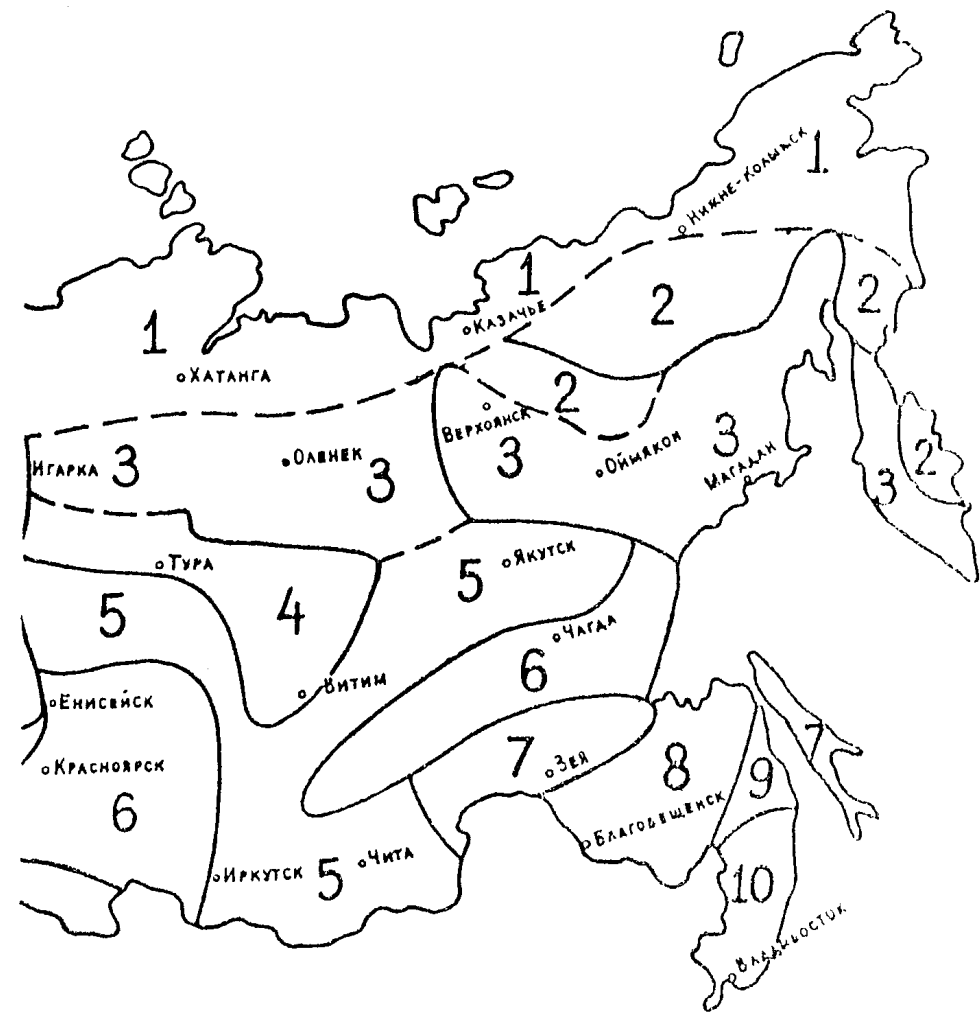 НИЖНЕ-КОЛЫМСК
1
1
КАЗАЧЬЕ
2
2
1
ХАТАНГА
2
ВЕРХОЯНСК
ИГАРКА 3
ОЛЕНЕК
3
3
ОЙМЯКОН
3
МАГАДАН
2
3
ТУРА
5
ЯКУТСК
5
4
ЧАГДА
6
ВИТИМ
ЕНИСЕЙСК
7
ЗЕЯ
7
КРАСНОЯРСК
8
9
6
БЛАГОВЕЩЕНСК
ИРКУТСК
5
ЧИТА
10
ВЛАДИВОСТОК